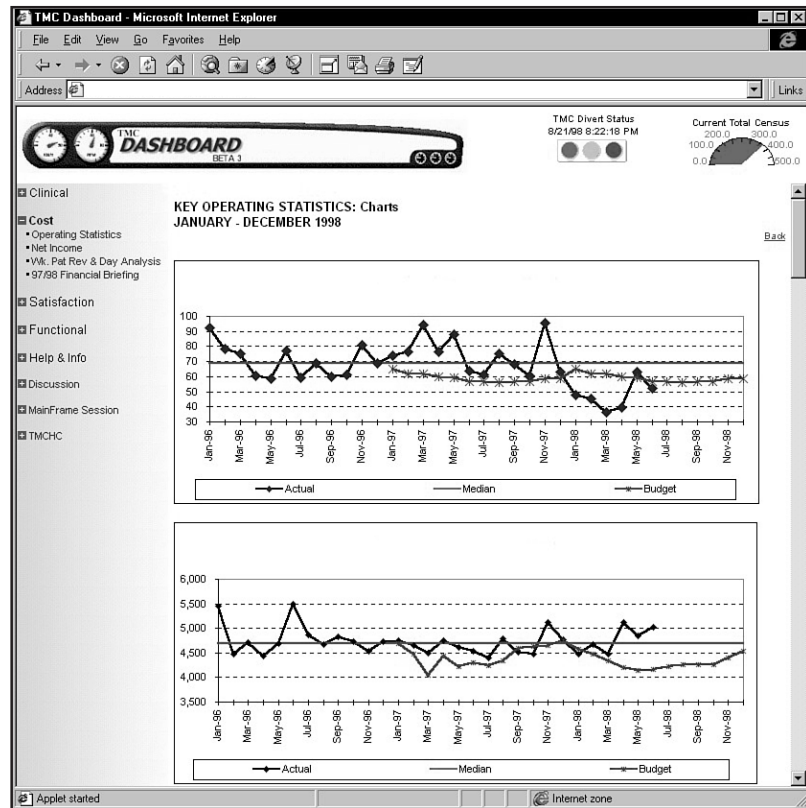 TMC Dashboard - Microsoft Internet Explorer
File Edit View Go Favorites Help
Address
Links
TMC
DASHBOARD
BETA 3
TMC Divert Status
8/21/98 8:22:18 PM
Current Total Census
0.0 100.0 200.0 300.0 400.0 500.0
Clinical
Cost
• Operating Statistics
• Net Income
• Wk. Pat Rev & Day Analysis
• 97/98 Financial Briefing
Satisfaction
Functional
Help & Info
Discussion
MainFrame Session
TMCHC
KEY OPERATING STATISTICS: Charts
JANUARY - DECEMBER 1998
Back
100
90
80
70
60
50
40
30
Jan-96 Mar-96 May-96 Jul-96 Sep-96 Nov-96 Jan-97 Mar-97 May-97 Jul-97 Sep-97 Nov-97 Jan-98 Mar-98 May-98 Jul-98 Sep-98 Nov-98
Actual Median Budget
6,000
5,500
5,000
4,500
4,000
3,500
Jan-96 Mar-96 May-96 Jul-96 Sep-96 Nov-96 Jan-97 Mar-97 May-97 Jul-97 Sep-97 Nov-97 Jan-98 Mar-98 May-98 Jul-98 Sep-98 Nov-98
Actual Median Budget
Applet started
Internet zone